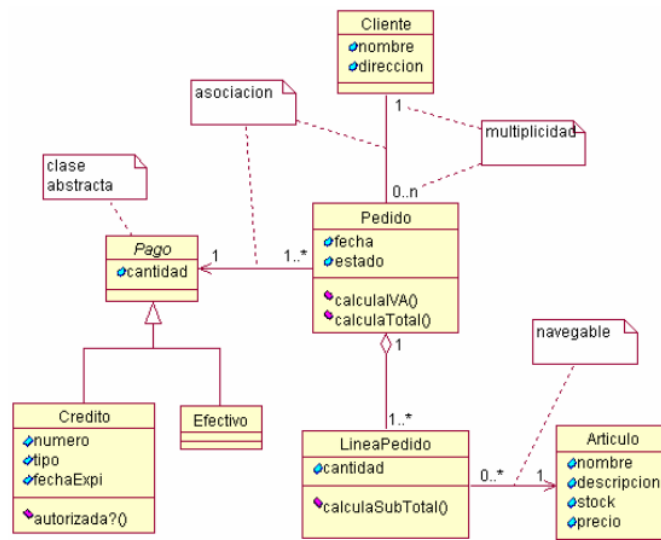 Cliente
nombre
direccion
asociacion
1
multiplicidad
clase
abstracta
0..n
Pedido
fecha
estado
calculaIVA()
calculaTotal()
Pago
cantidad
1
1..*
navegable
1
1..*
Credito
numero
tipo
fechaExpi
autorizada?()
Efectivo
LineaPedido
cantidad
calculaSubTotal()
0..*
1
Articulo
nombre
descripcion
stock
precio